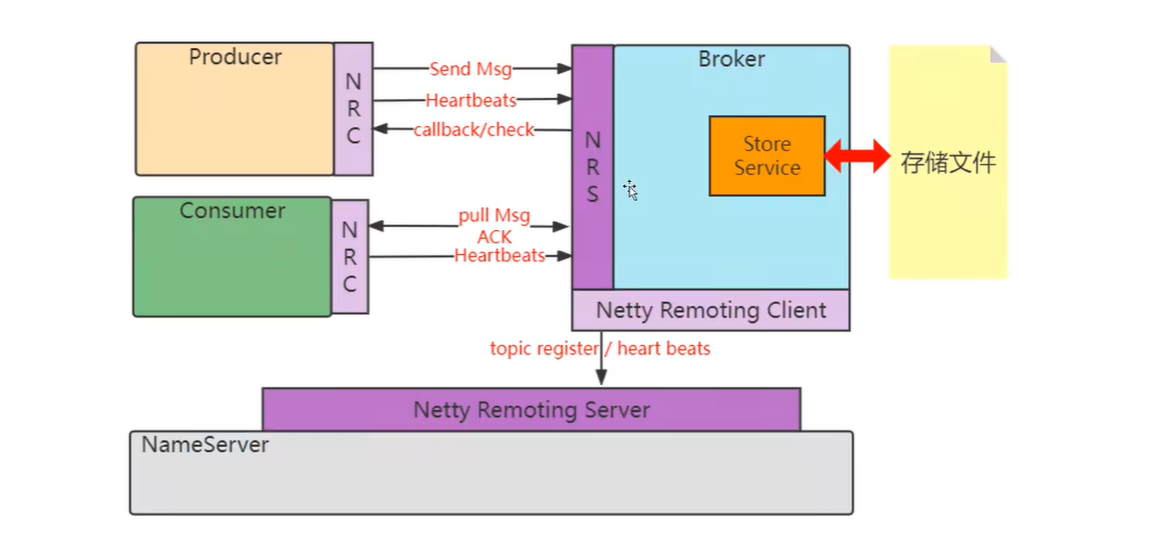 Producer
N
R
C
Send Msg
Heartbeats
callback/check
N
R
S
Broker
Store
Service
存储文件
Consumer
N
R
C
pull Msg
ACK
Heartbeats
Netty Remoting Client
topic register / heart beats
Netty Remoting Server
NameServer